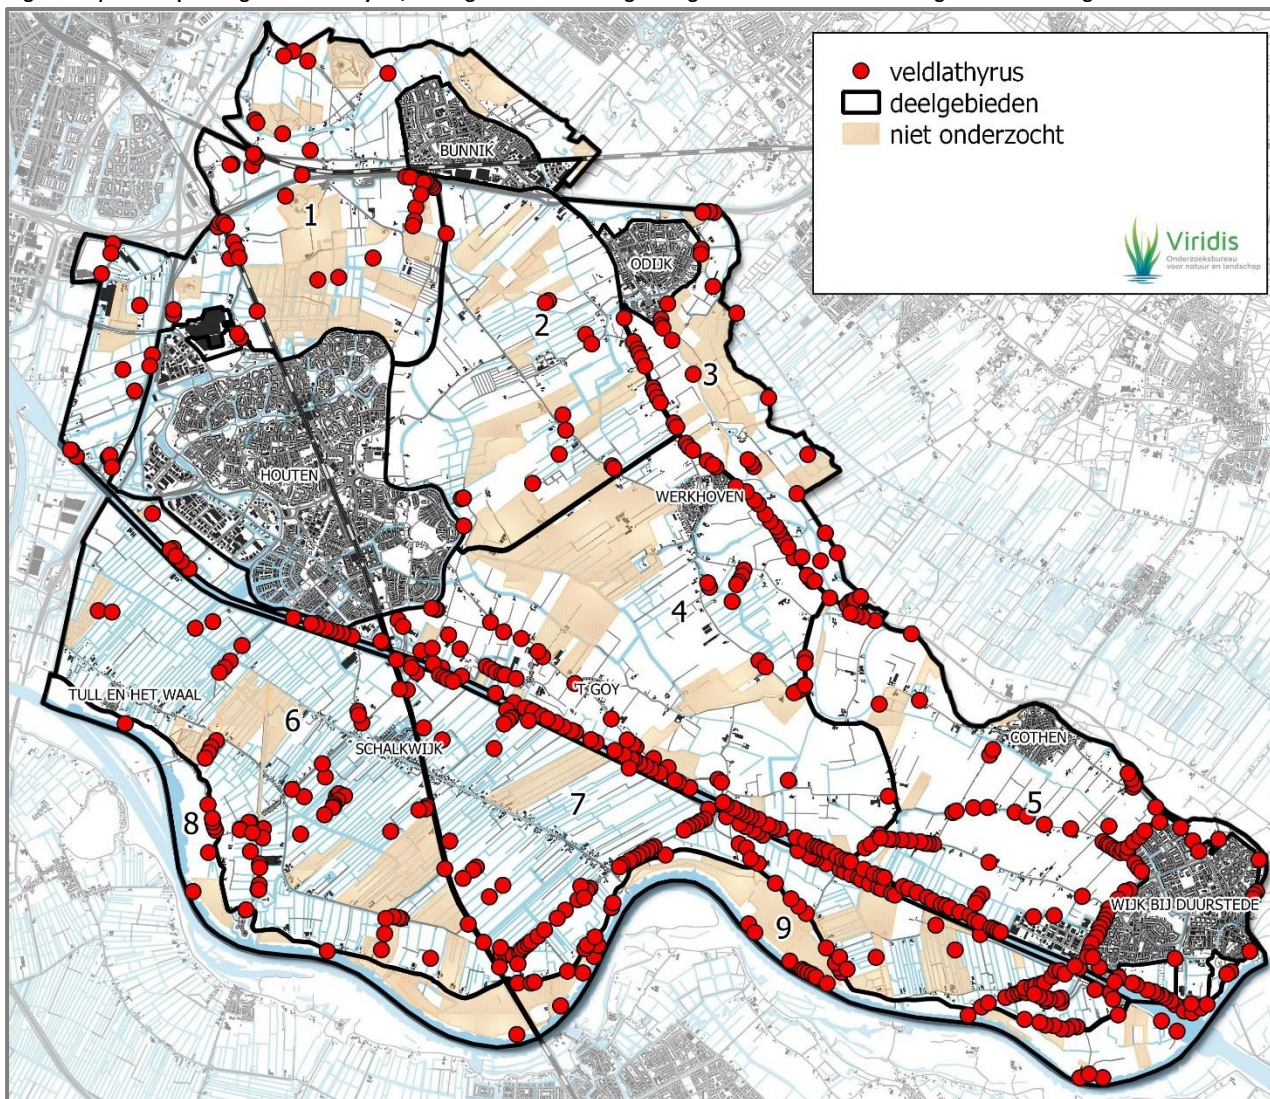 veldlathyrus
deelgebieden
niet onderzocht
Viridis
Onderzoeksbureau
voor natuur en landschap
BUNNIK
1
ODIJK
2
3
HOUTEN
WERKHOVEN
4
TULL EN HET WAAL
'T GOY
6
SCHALKWIJK
COTHEN
7
5
8
WIJK BIJ DUURSTEDE
9